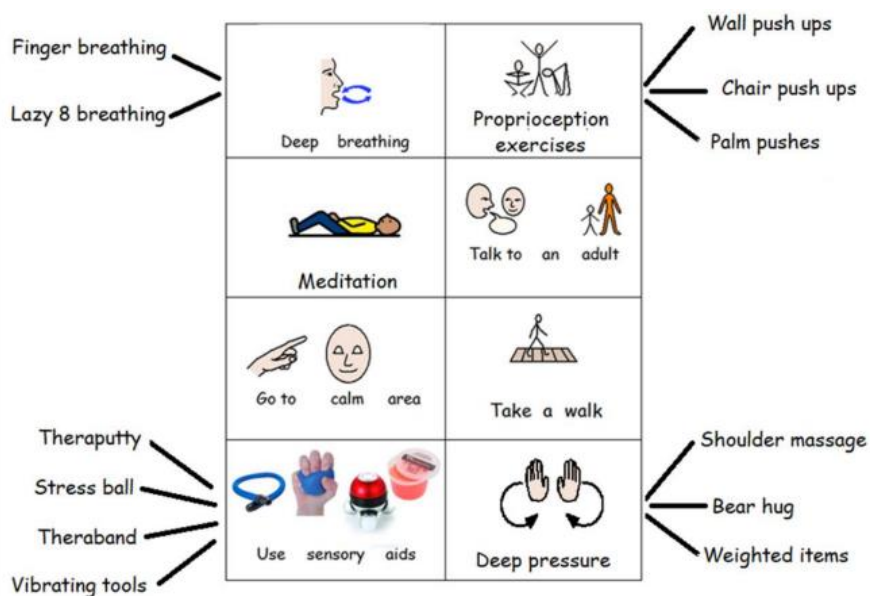 Finger breathing
Lazy 8 breathing
Deep breathing
Proprioception
exercises
Wall push ups
Chair push ups
Palm pushes
Meditation
Talk to an adult
Go to calm area
Take a walk
Theraputty
Stress ball
Theraband
Vibrating tools
Use sensory aids
Deep pressure
Shoulder massage
Bear hug
Weighted items